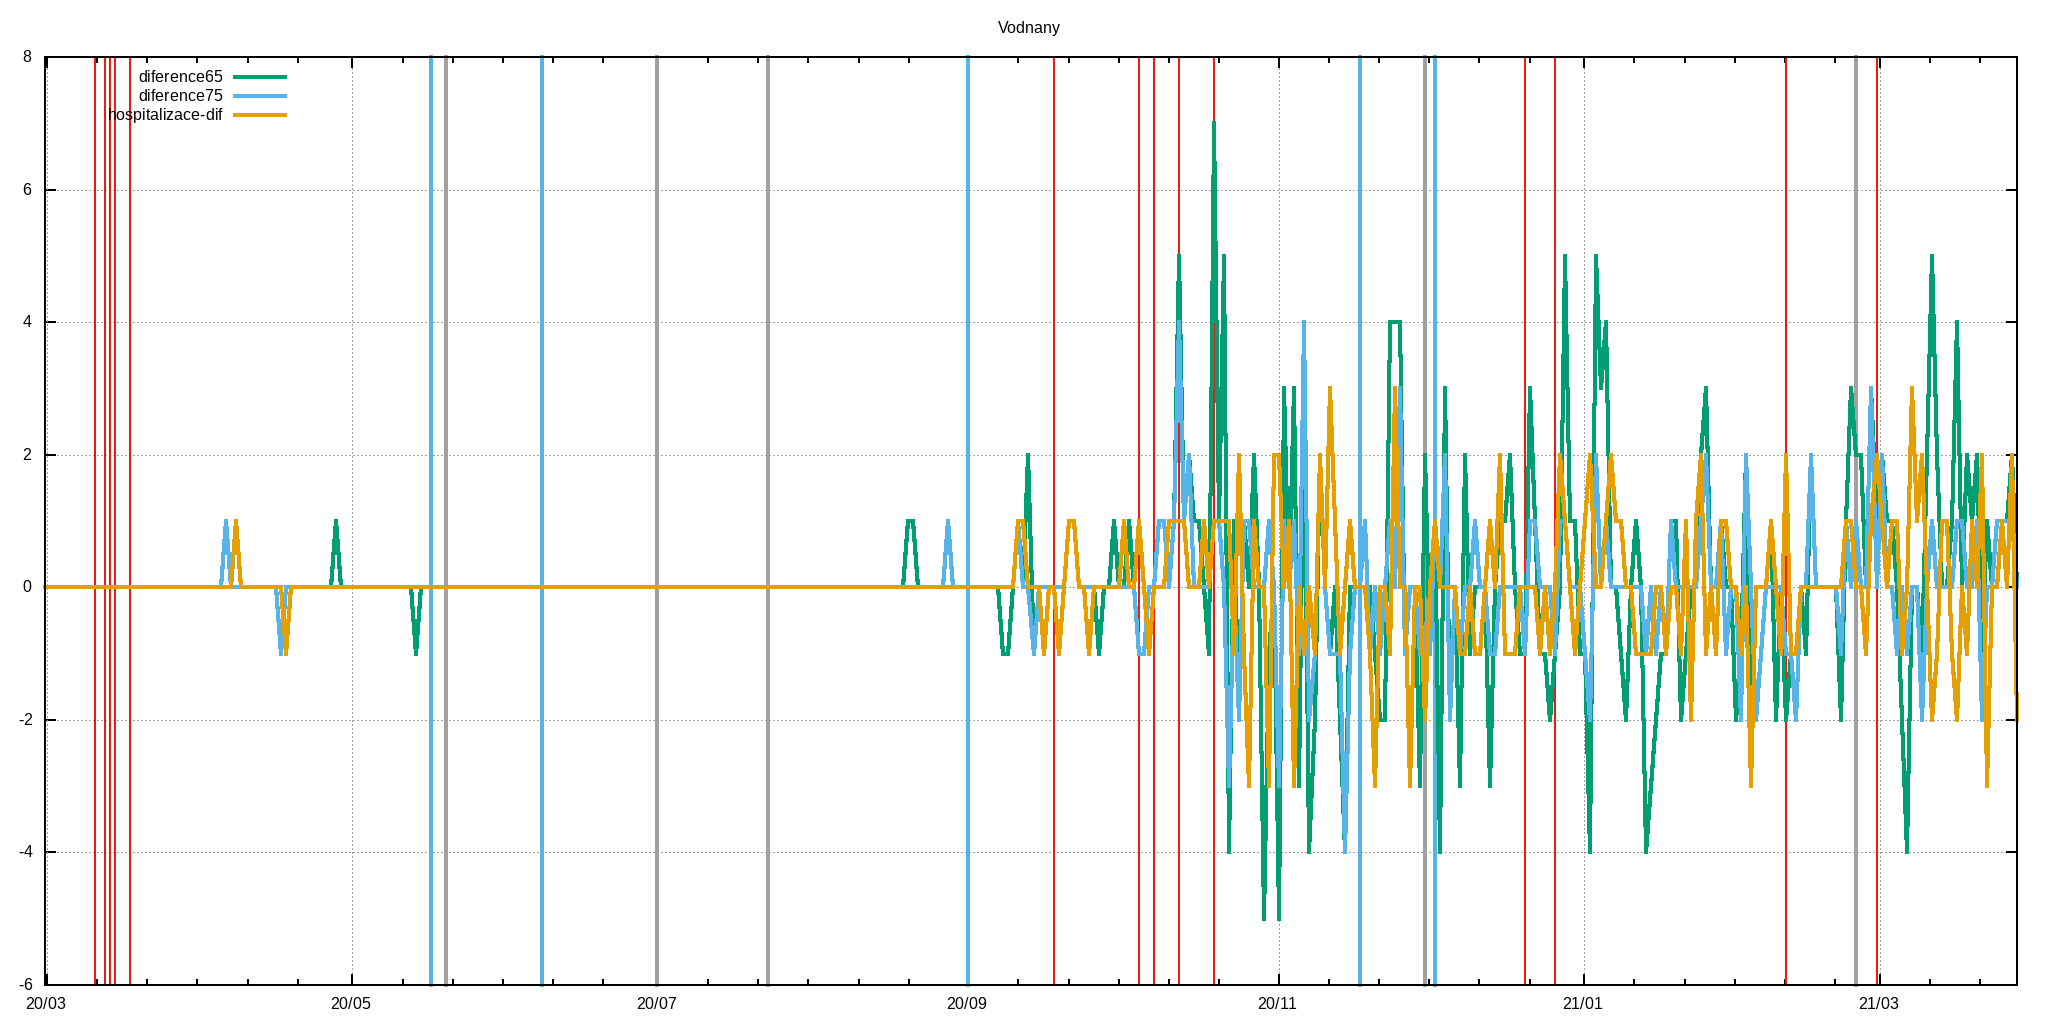 Vodnany
8
diference65
diference75
hospitalizace-dif
6
4
2
0
-2
-4
-6
20/03 20/05 20/07 20/09 20/11 21/01 21/03